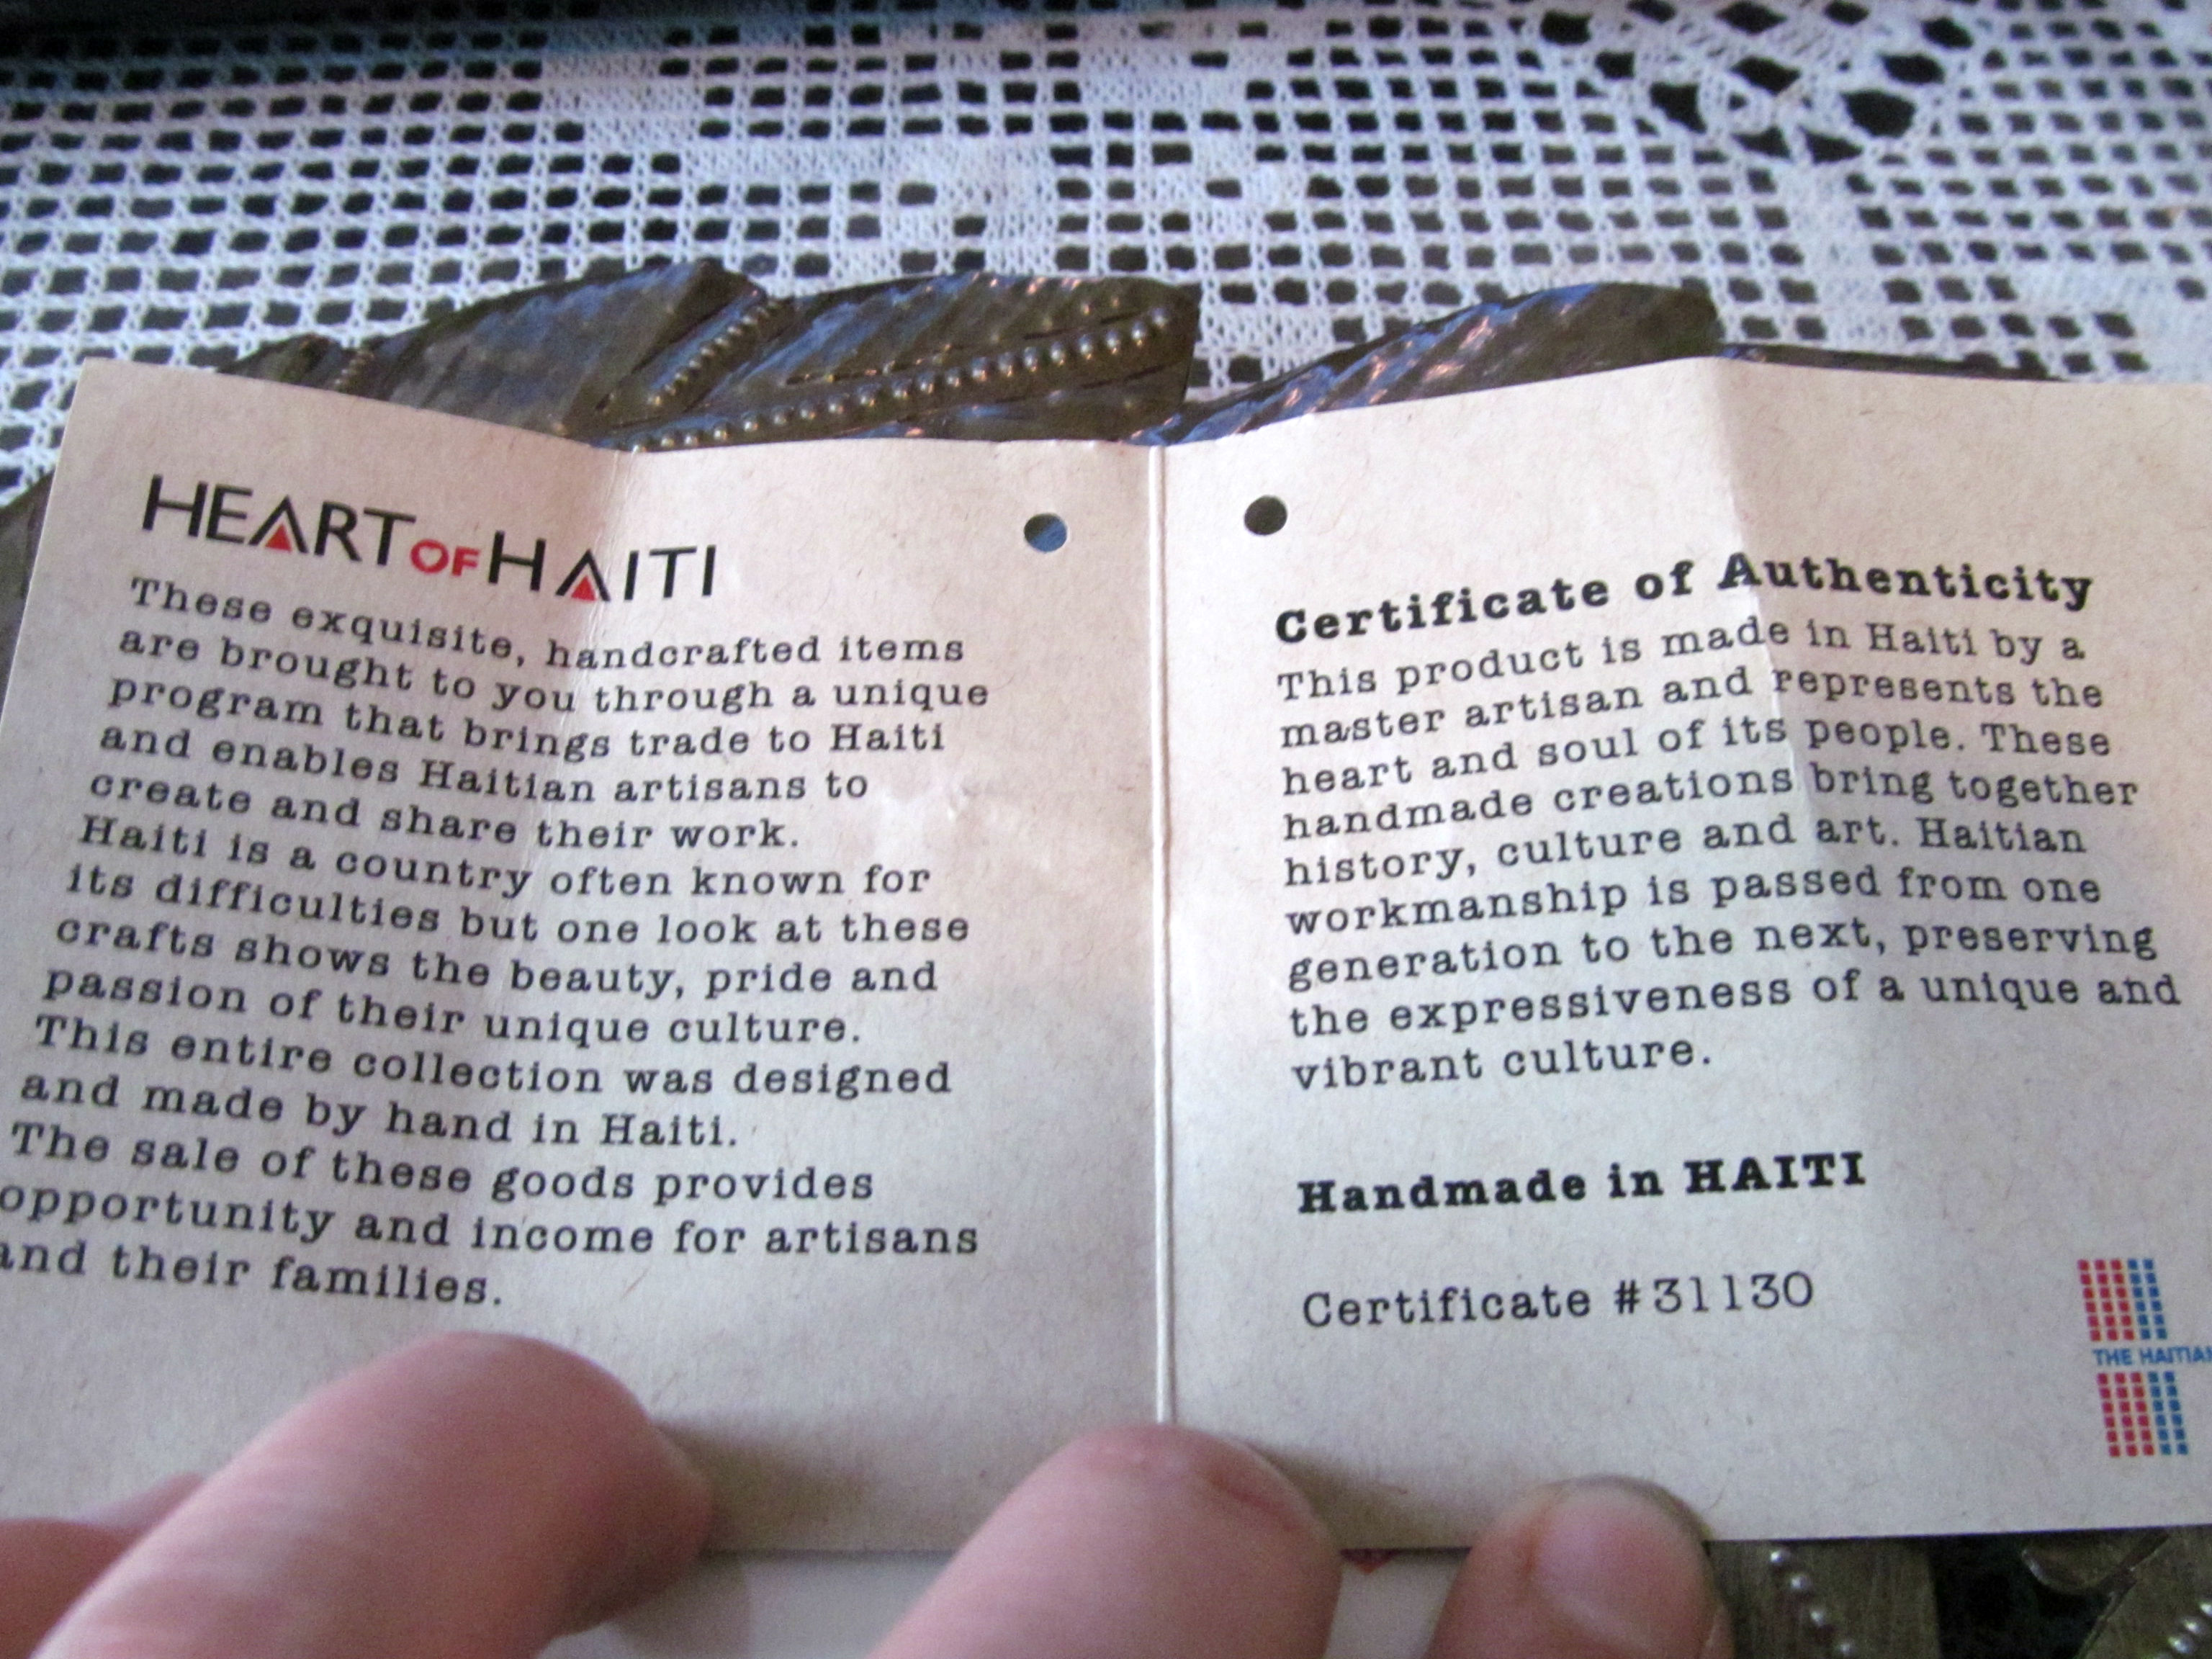 HEART OF HAITI
These exquisite, handcrafted items
are brought to you through a unique
program that brings trade to Haiti
and enables Haitian artisans to
create and share their work.
Haiti is a country often known for
its difficulties but one look at these
crafts shows the beauty, pride and
passion of their unique culture.
This entire collection was designed
and made by hand in Haiti.
The sale of these goods provides
opportunity and income for artisans
and their families.
Certificate of Authenticity
This product is made in Haiti by a
master artisan and represents the
heart and soul of its people. These
handmade creations bring together
history, culture and art. Haitian
workmanship is passed from one
generation to the next, preserving
the expressiveness of a unique and
vibrant culture.
Handmade in HAITI
Certificate #31130
THE HAITIAN